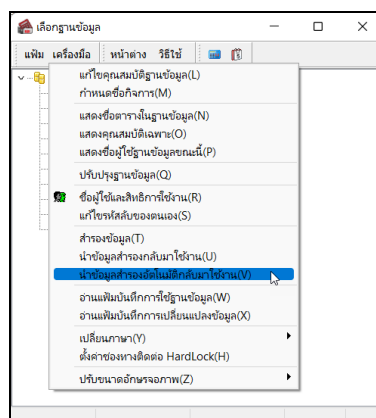 เลือกฐานข้อมูล
แฟ้ม เครื่องมือ หน้าต่าง วิธีใช้
แก้ไขคุณสมบัติฐานข้อมูล(L)
กำหนดชื่อกิจการ(M)
แสดงชื่อตารางในฐานข้อมูล(N)
แสดงคุณสมบัติเฉพาะ(O)
แสดงชื่อผู้ใช้ฐานข้อมูลขณะนี้(P)
ปรับปรุงฐานข้อมูล(Q)
ชื่อผู้ใช้และสิทธิการใช้งาน(R)
แก้ไขรหัสลับของตนเอง(S)
สำรองข้อมูล(T)
นำข้อมูลสำรองกลับมาใช้งาน(U)
นำข้อมูลสำรองอัตโนมัติกลับมาใช้งาน(V)
อ่านแฟ้มบันทึกการใช้ฐานข้อมูล(W)
อ่านแฟ้มบันทึกการเปลี่ยนแปลงข้อมูล(X)
เปลี่ยนภาษา(Y)
ตั้งค่าช่องทางติดต่อ HardLock(H)
ปรับขนาดอักษรจอภาพ(Z)